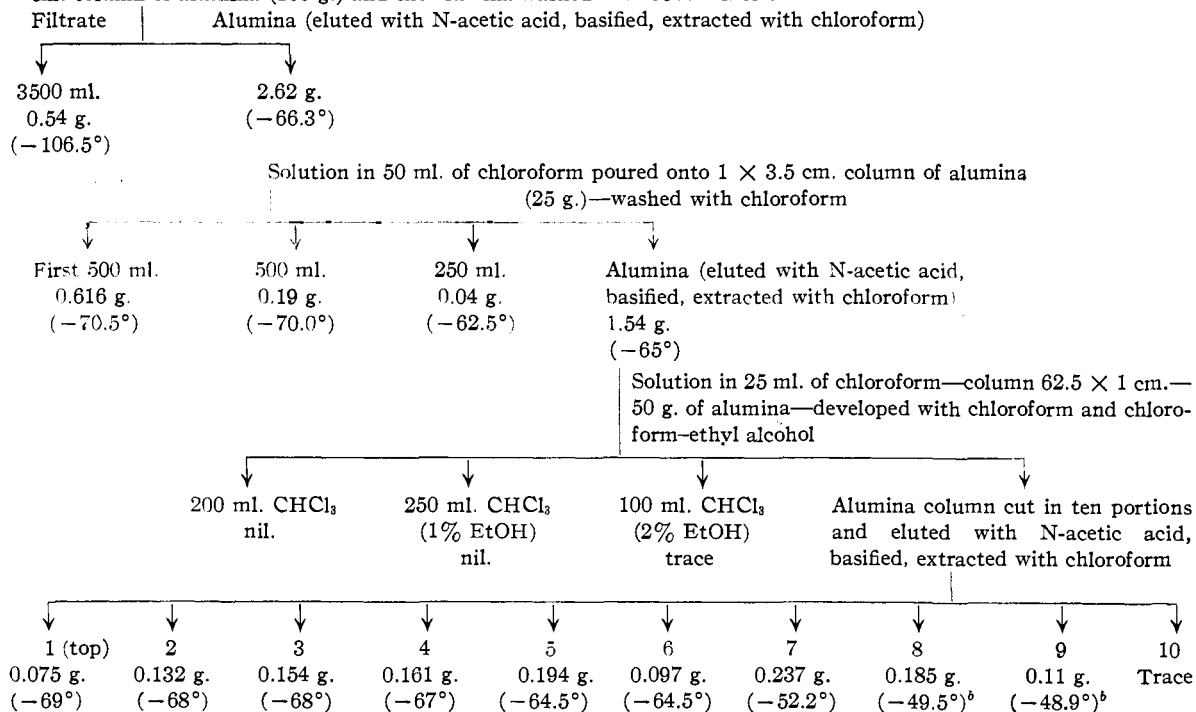 Filtrate Alumina (eluted with N-acetic acid, basified, extracted with chloroform)
3500 ml. 2.62 g.
0.54 g. (−66.3°)
(−106.5°)
Solution in 50 ml. of chloroform poured onto 1 × 3.5 cm. column of alumina
(25 g.)—washed with chloroform
First 500 ml. 500 ml. 250 ml. Alumina (eluted with N-acetic acid,
0.616 g. 0.19 g. 0.04 g. basified, extracted with chloroform)
(−70.5°) (−70.0°) (−62.5°) 1.54 g.
(−65°)
Solution in 25 ml. of chloroform—column 62.5 × 1 cm.—
50 g. of alumina—developed with chloroform and chloro-
form–ethyl alcohol
200 ml. CHCl₃ 250 ml. CHCl₃ 100 ml. CHCl₃ Alumina column cut in ten portions
nil. (1% EtOH) (2% EtOH) and eluted with N-acetic acid,
nil. trace basified, extracted with chloroform
1 (top) 2 3 4 5 6 7 8 9 10
0.075 g. 0.132 g. 0.154 g. 0.161 g. 0.194 g. 0.097 g. 0.237 g. 0.185 g. 0.11 g. Trace
(−69°) (−68°) (−68°) (−67°) (−64.5°) (−64.5°) (−52.2°) (−49.5°)ᵇ (−48.9°)ᵇ